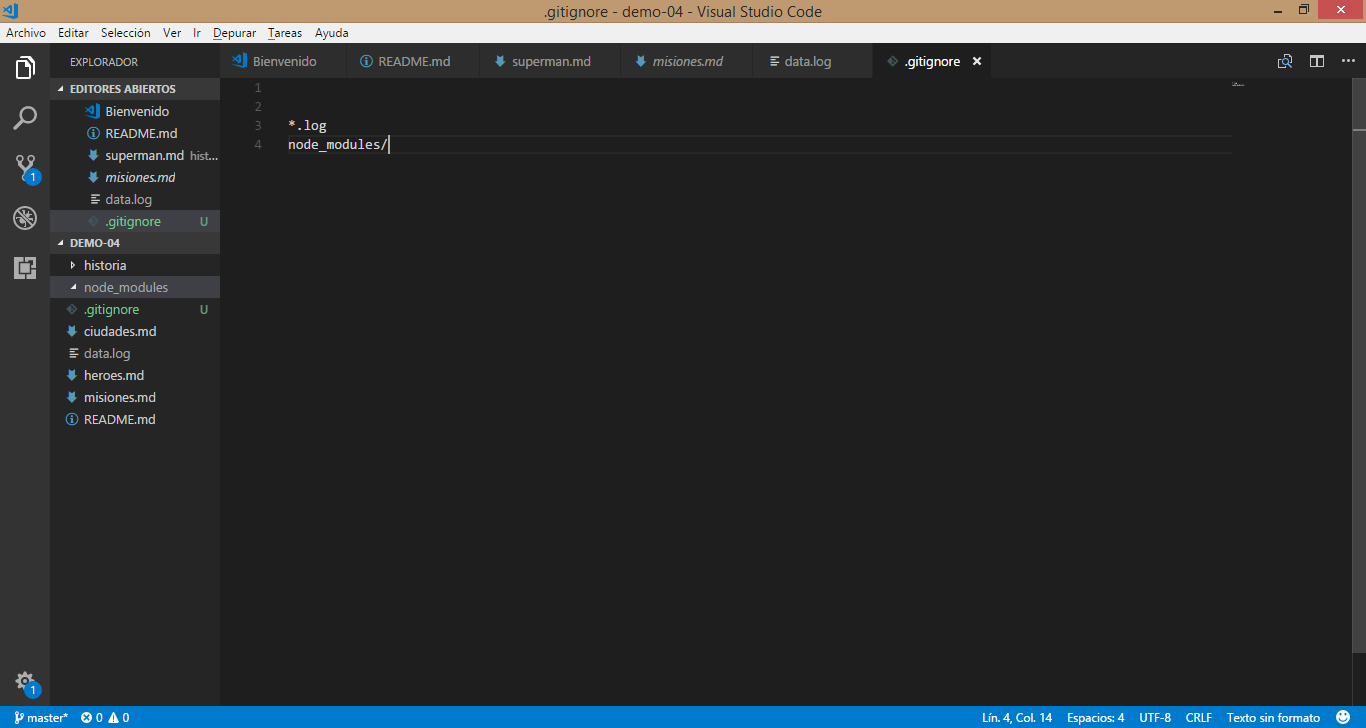 .gitignore - demo-04 - Visual Studio Code
Archivo Editar Selección Ver Ir Depurar Tareas Ayuda
EXPLORADOR
EDITORES ABIERTOS
Bienvenido
README.md
superman.md hist...
misiones.md
data.log
.gitignore U
DEMO-04
historia
node_modules
.gitignore U
ciudades.md
data.log
heroes.md
misiones.md
README.md
Bienvenido README.md superman.md misiones.md data.log .gitignore
1
2
3 *.log
4 node_modules/
1
1
master* 0 0 Lín. 4, Col. 14 Espacios: 4 UTF-8 CRLF Texto sin formato